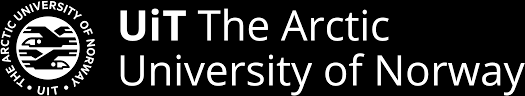 THE ARCTIC UNIVERSITY OF NORWAY
• UiT •
UiT The Arctic
University of Norway